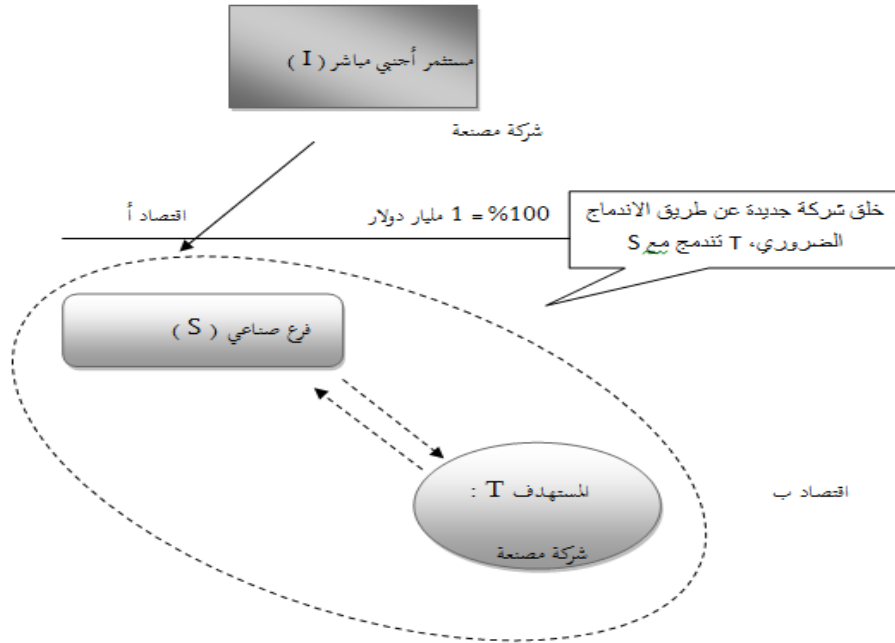 مستثمر أجنبي مباشر ( I )
شركة مصنعة
اقتصاد أ
100% = 1 مليار دولار
خلق شركة جديدة عن طريق الاندماج
الضروري، T تندمج مع S
فرع صناعي ( S )
المستهدف T :
شركة مصنعة
اقتصاد ب